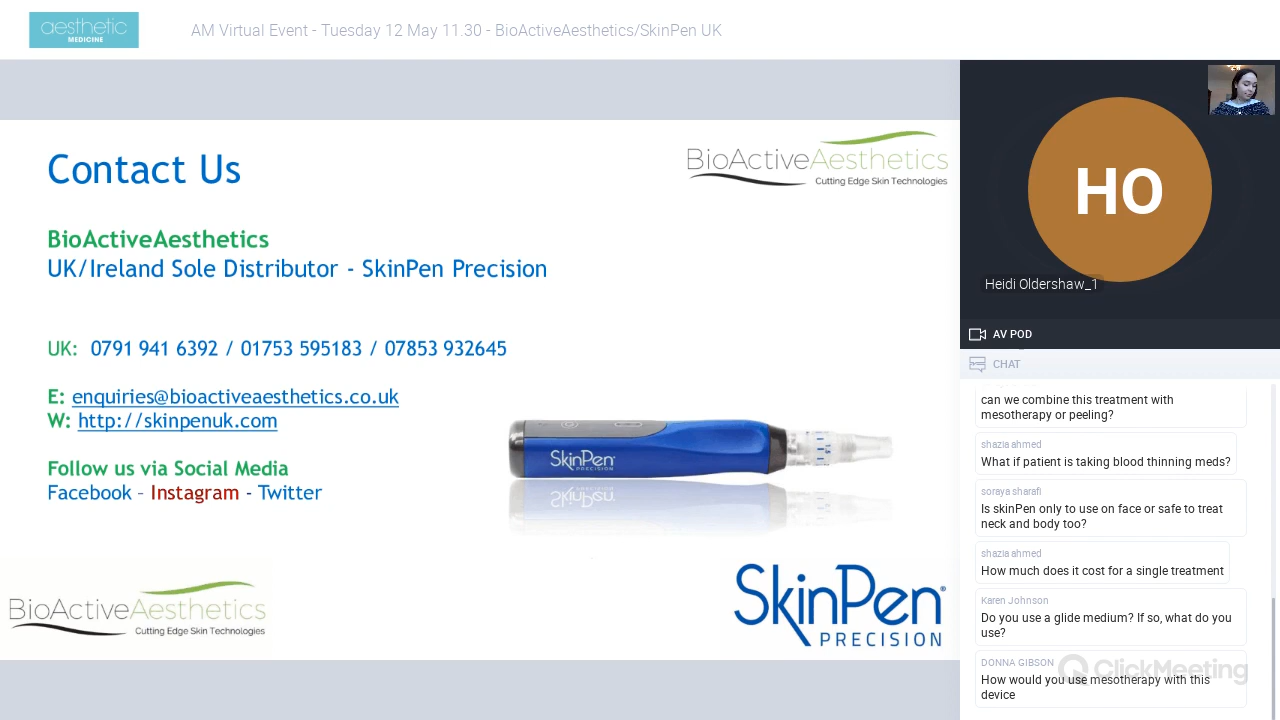 aesthetic
MEDICINE
AM Virtual Event - Tuesday 12 May 11.30 - BioActiveAesthetics/SkinPen UK
Contact Us
BioActiveAesthetics
Cutting Edge Skin Technologies
BioActiveAesthetics
UK/Ireland Sole Distributor - SkinPen Precision
UK: 0791 941 6392 / 01753 595183 / 07853 932645
E: enquiries@bioactiveaesthetics.co.uk
W: http://skinpenuk.com
Follow us via Social Media
Facebook - Instagram - Twitter
SkinPen
PRECISION
BioActiveAesthetics
Cutting Edge Skin Technologies
SkinPen®
PRECISION
HO
Heidi Oldershaw_1
AV POD
CHAT
can we combine this treatment with
mesotherapy or peeling?
shazia ahmed
What if patient is taking blood thinning meds?
soraya sharafi
Is skinPen only to use on face or safe to treat
neck and body too?
shazia ahmed
How much does it cost for a single treatment
Karen Johnson
Do you use a glide medium? If so, what do you
use?
DONNA GIBSON
How would you use mesotherapy with this
device
ClickMeeting